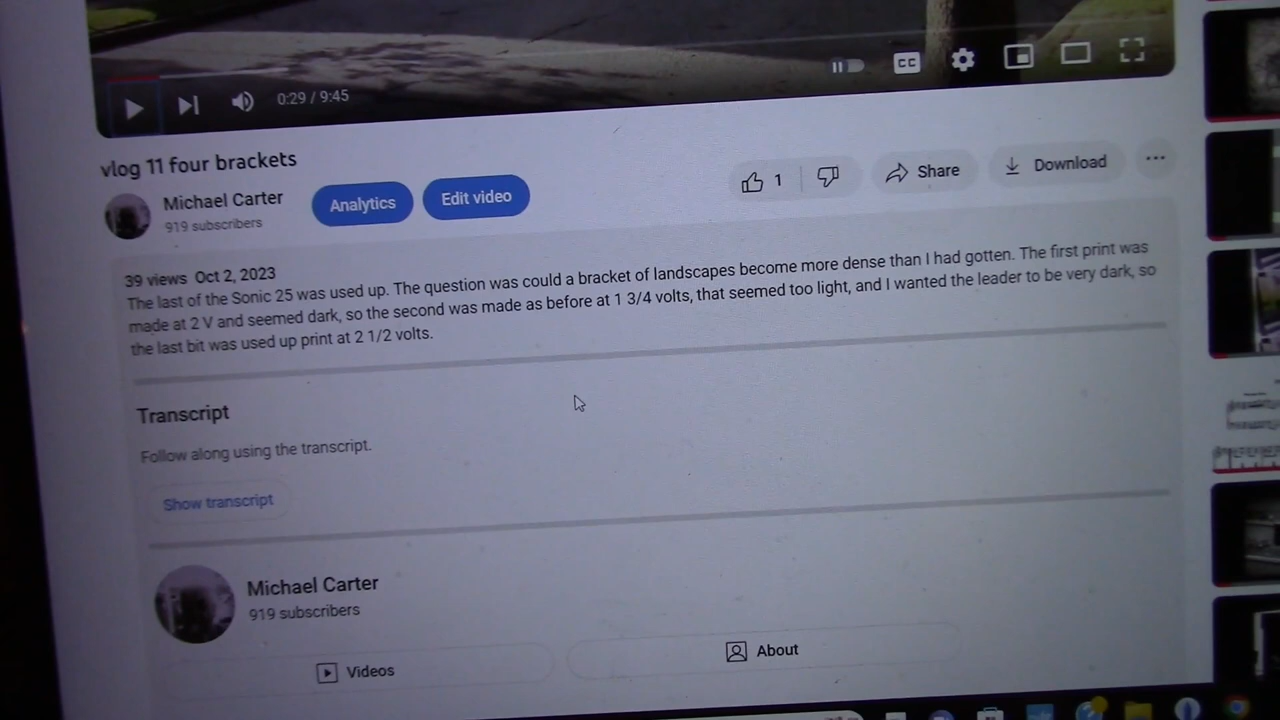 CC
0:29 / 9:45
vlog 11 four brackets
Michael Carter
919 subscribers
Analytics
Edit video
1
Share
Download
39 views Oct 2, 2023
The last of the Sonic 25 was used up. The question was could a bracket of landscapes become more dense than I had gotten. The first print was
made at 2 V and seemed dark, so the second was made as before at 1 3/4 volts, that seemed too light, and I wanted the leader to be very dark, so
the last bit was used up print at 2 1/2 volts.
Transcript
Follow along using the transcript.
Show transcript
Michael Carter
919 subscribers
Videos
About